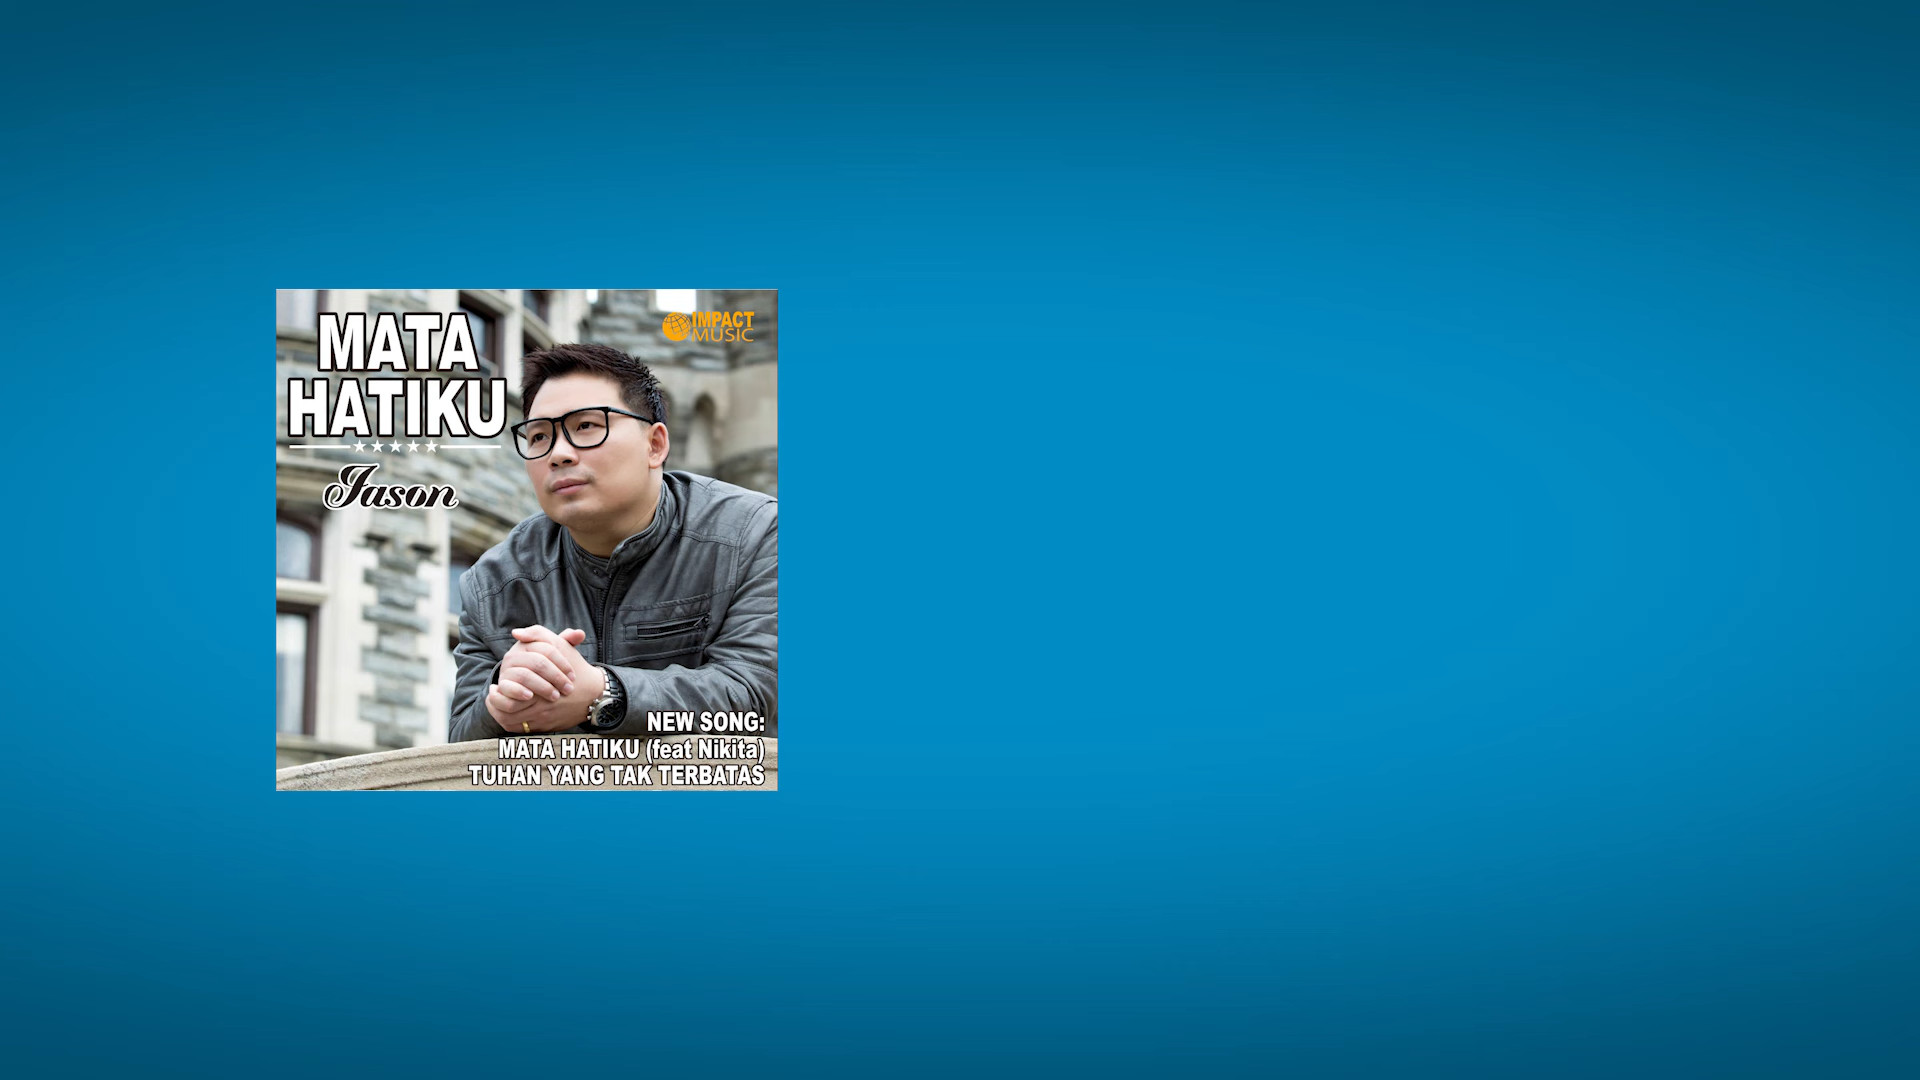 MATA
HATIKU
Jason
IMPACT
MUSIC
NEW SONG:
MATA HATIKU (feat Nikita)
TUHAN YANG TAK TERBATAS